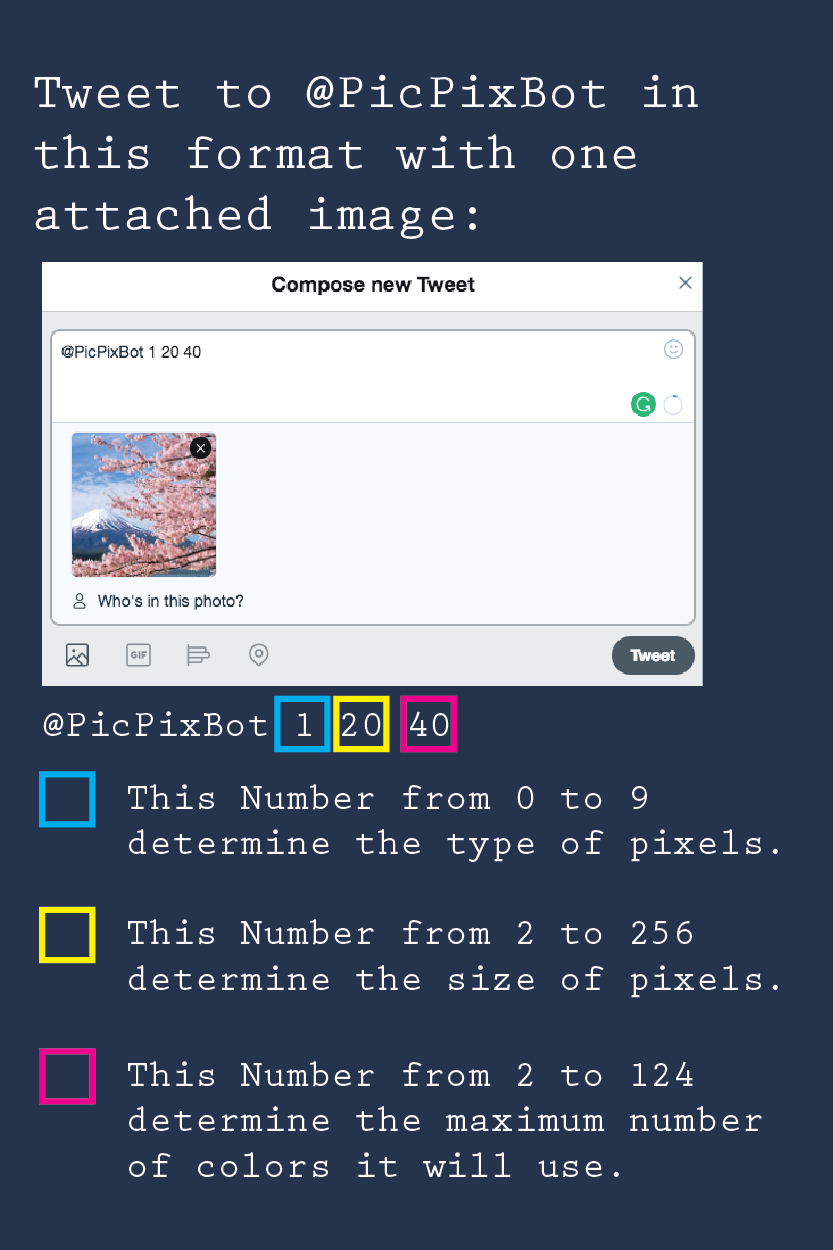 Tweet to @PicPixBot in
this format with one
attached image:
Compose new Tweet
@PicPixBot 1 20 40
Who's in this photo?
GIF
Tweet
@PicPixBot 1 20 40
This Number from 0 to 9
determine the type of pixels.
This Number from 2 to 256
determine the size of pixels.
This Number from 2 to 124
determine the maximum number
of colors it will use.